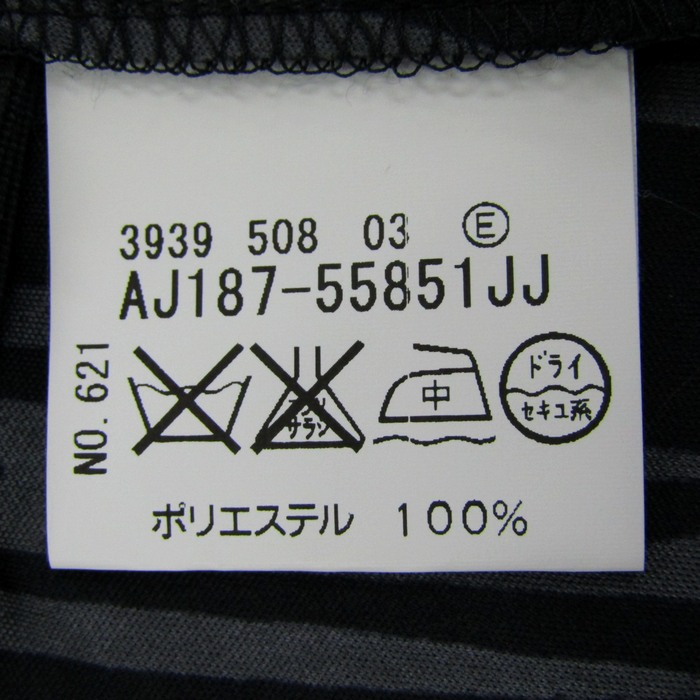 3939 508 03 Ⓔ
AJ187-55851JJ
NO.621
エンソ
サラシ
中
ドライ
セキユ系
ポリエステル 100%